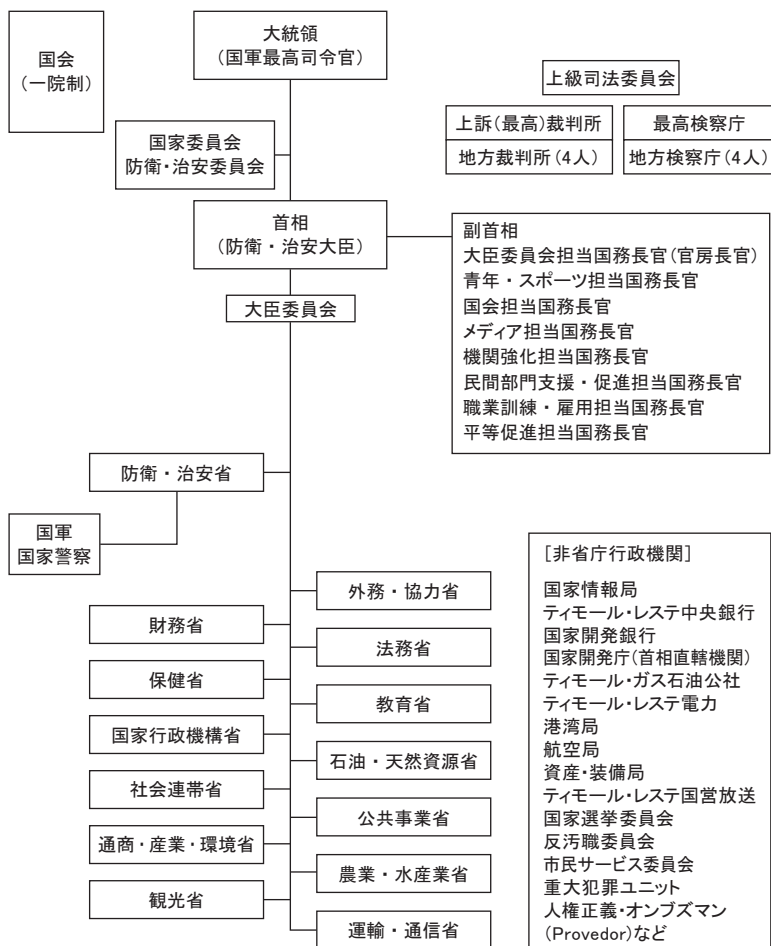 国会
(一院制)
大統領
(国軍最高司令官)
上級司法委員会
上訴(最高)裁判所
最高検察庁
地方裁判所(4人)
地方検察庁(4人)
国家委員会
防衛・治安委員会
首相
(防衛・治安大臣)
副首相
大臣委員会担当国務長官(官房長官)
青年・スポーツ担当国務長官
国会担当国務長官
メディア担当国務長官
機関強化担当国務長官
民間部門支援・促進担当国務長官
職業訓練・雇用担当国務長官
平等促進担当国務長官
大臣委員会
防衛・治安省
国軍
国家警察
外務・協力省
財務省
法務省
保健省
教育省
国家行政機構省
石油・天然資源省
社会連帯省
公共事業省
通商・産業・環境省
農業・水産業省
観光省
運輸・通信省
[非省庁行政機関]
国家情報局
ティモール・レステ中央銀行
国家開発銀行
国家開発庁(首相直轄機関)
ティモール・ガス石油公社
ティモール・レステ電力
港湾局
航空局
資産・装備局
ティモール・レステ国営放送
国家選挙委員会
反汚職委員会
市民サービス委員会
重大犯罪ユニット
人権正義・オンブズマン
(Provedor)など